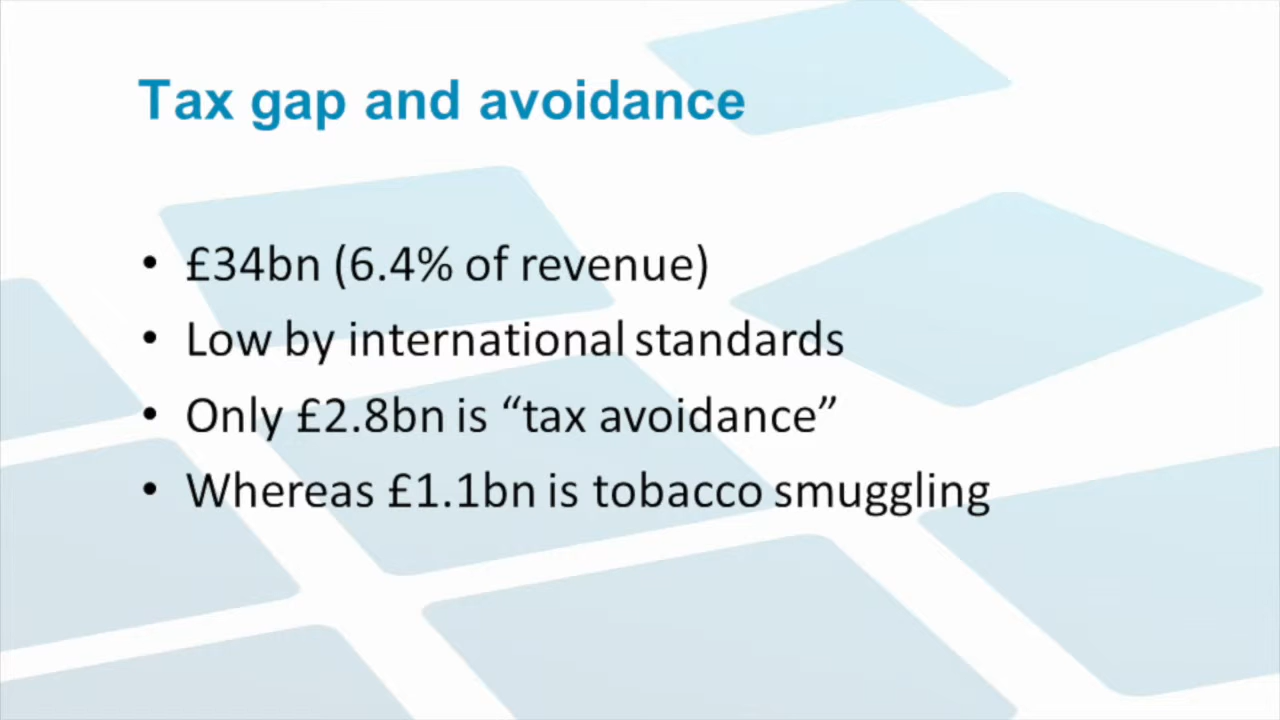 Tax gap and avoidance
• £34bn (6.4% of revenue)
• Low by international standards
• Only £2.8bn is “tax avoidance”
• Whereas £1.1bn is tobacco smuggling